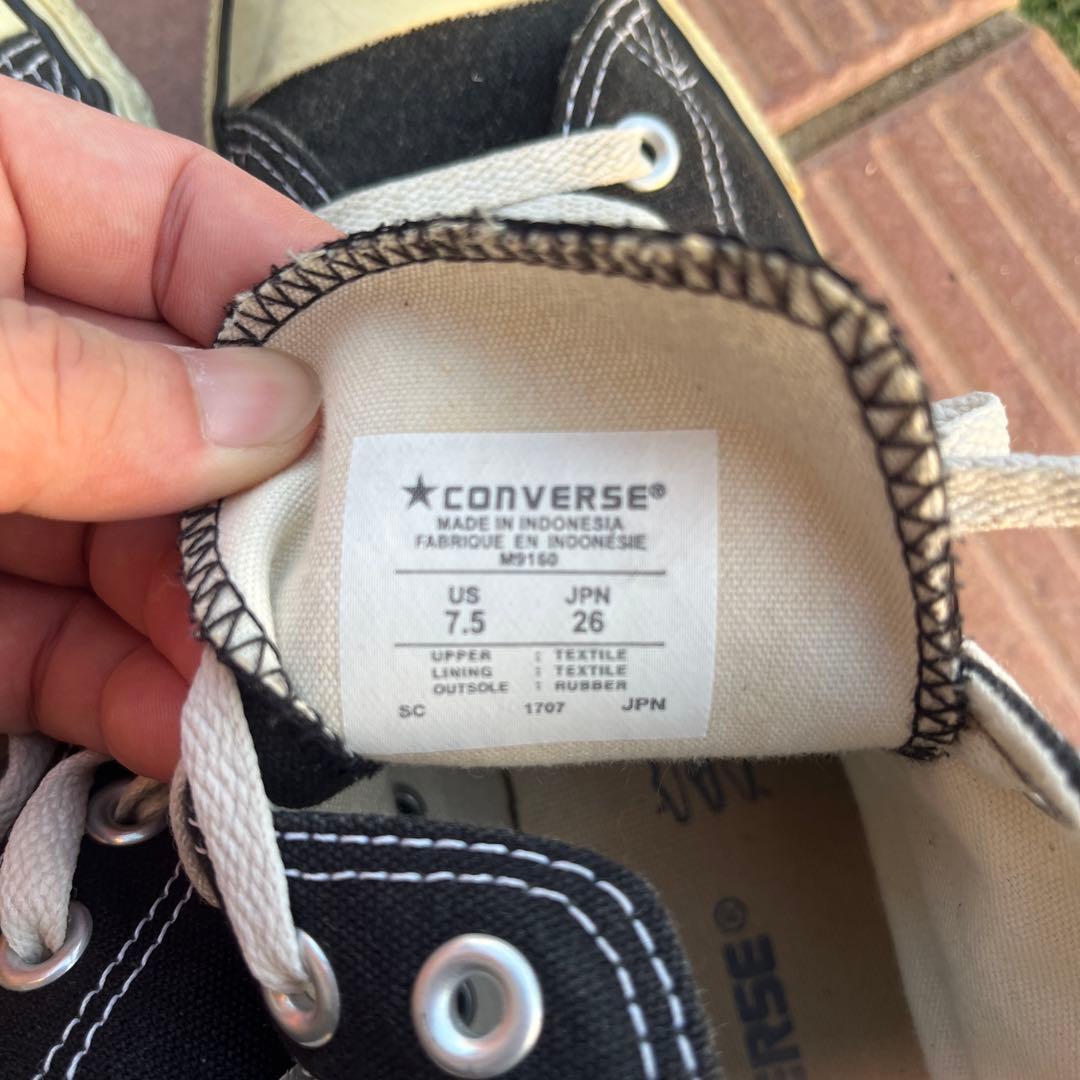 ★CONVERSE®
MADE IN INDONESIA
FABRIQUE EN INDONÉSIE
M9160
US JPN
7.5 26
UPPER : TEXTILE
LINING : TEXTILE
OUTSOLE : RUBBER
SC 1707 JPN
ERSE®